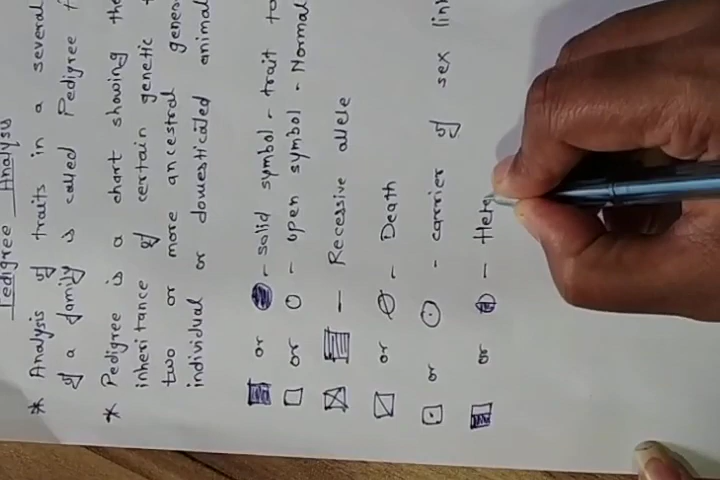 Pedigree Analysis
* Analysis of traits in a several
of a family is called Pedigree
* Pedigree is a chart showing the
inheritance of certain genetic
two or more ancestral
individual or domesticated animal
or - solid symbol - trait to
or - open symbol - Normal
- Recessive allele
or - Death
or - carrier of sex lin
or - Hete